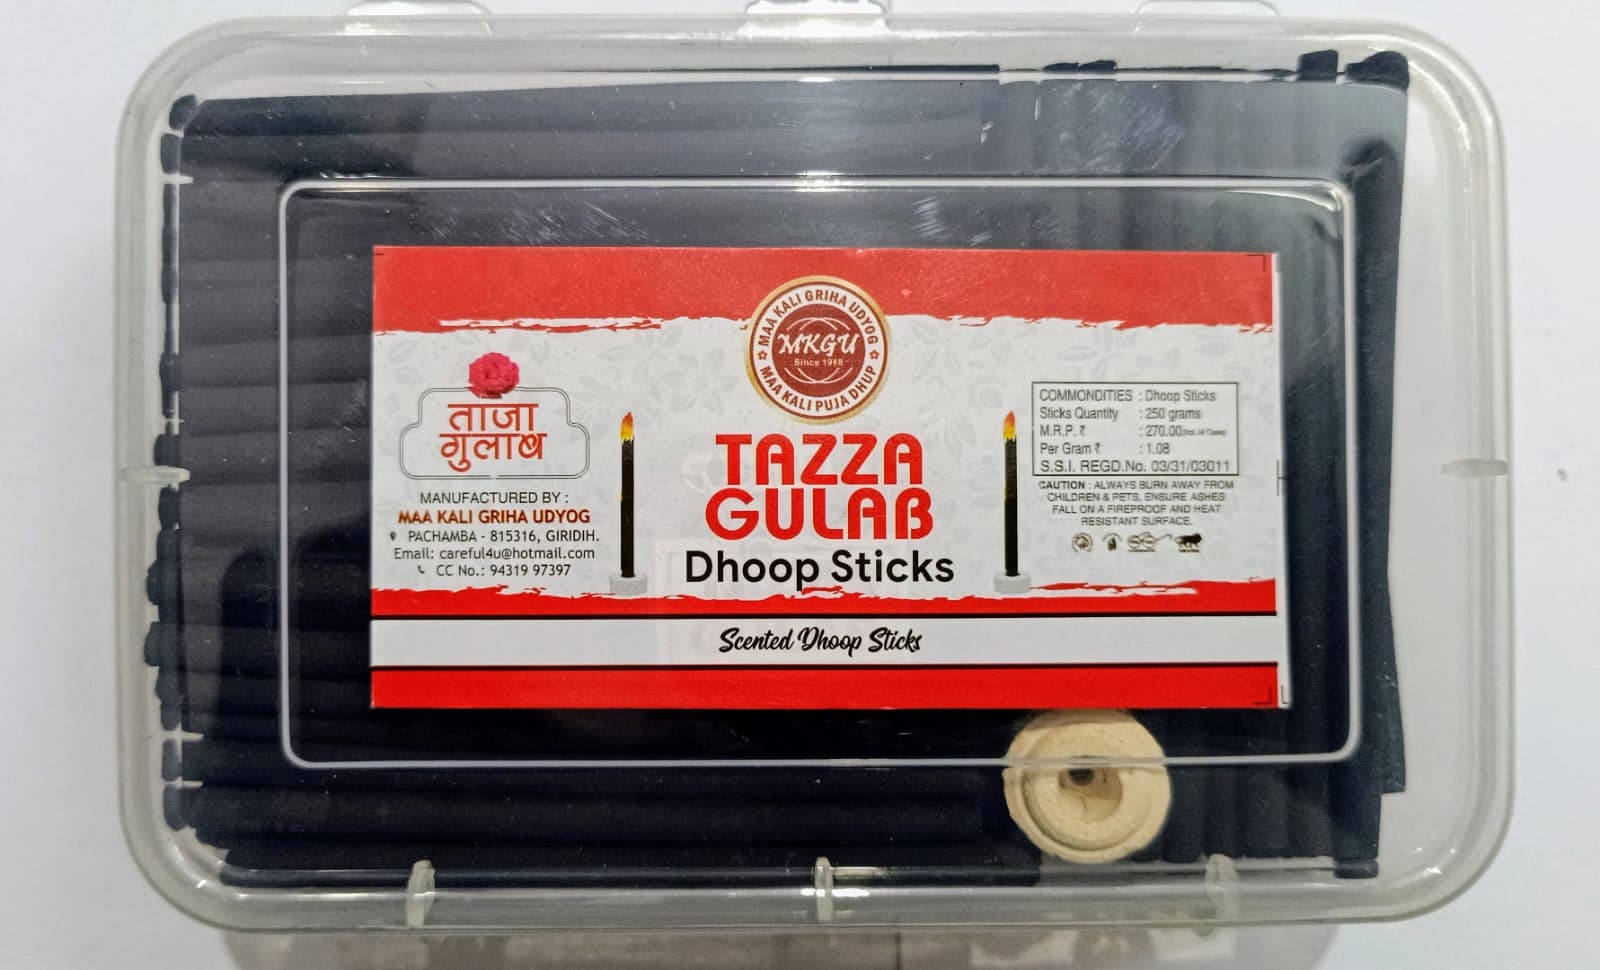 MAA KALI GRIHA UDYOG
MKGU
Since 1988
MAA KALI PUJA DHUP
ताजा
गुलाब
MANUFACTURED BY :
MAA KALI GRIHA UDYOG
PACHAMBA - 815316, GIRIDIH.
Email: careful4u@hotmail.com
CC No.: 94319 97397
TAZZA
GULAB
Dhoop Sticks
COMMONDITIES : Dhoop Sticks
Sticks Quantity : 250 grams
M.R.P. ₹ : 270.00 (Incl. All Taxes)
Per Gram ₹ : 1.08
S.S.I. REGD.No. 03/31/03011
CAUTION : ALWAYS BURN AWAY FROM
CHILDREN & PETS, ENSURE ASHES
FALL ON A FIREPROOF AND HEAT
RESISTANT SURFACE.
Scented Dhoop Sticks